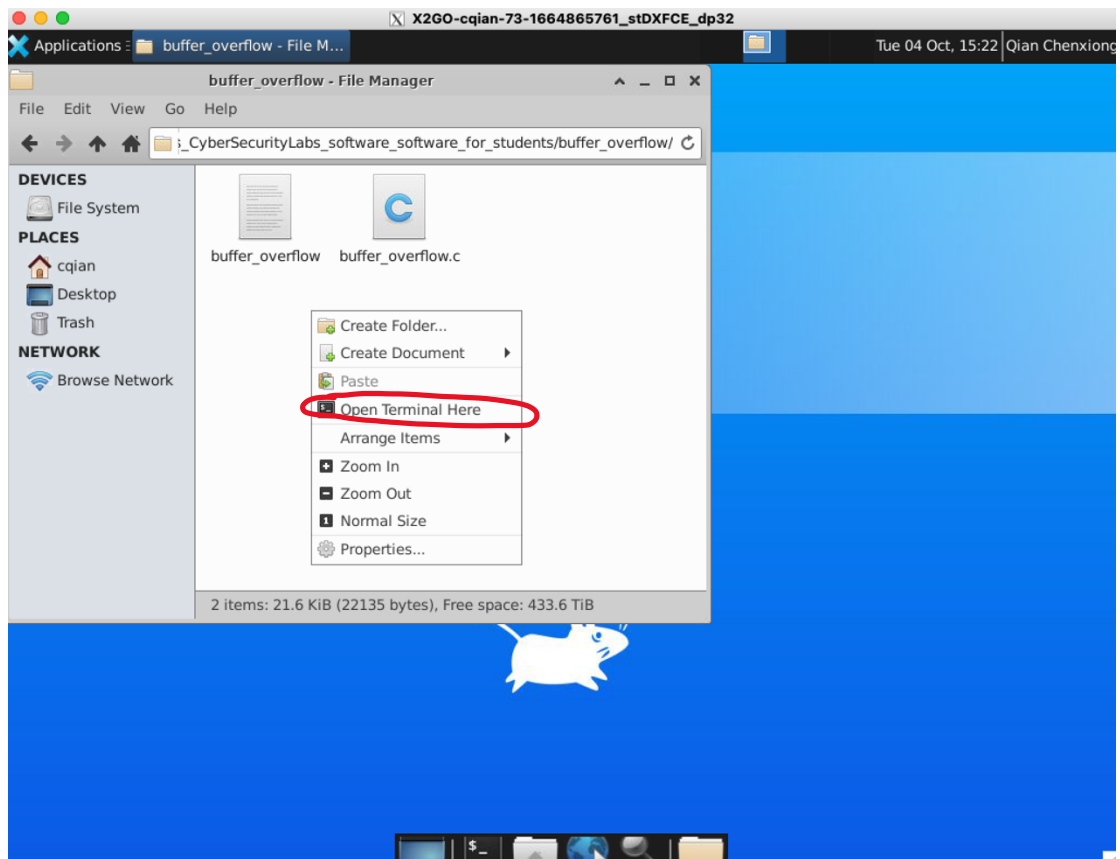 X2GO-cqian-73-1664865761_stDXFCE_dp32
Applications buffer_overflow - File M... Tue 04 Oct, 15:22 Qian Chenxiong
buffer_overflow - File Manager
File Edit View Go Help
_CyberSecurityLabs_software_software_for_students/buffer_overflow/
DEVICES
File System
PLACES
cqian
Desktop
Trash
NETWORK
Browse Network
buffer_overflow buffer_overflow.c
Create Folder...
Create Document
Paste
Open Terminal Here
Arrange Items
Zoom In
Zoom Out
Normal Size
Properties...
2 items: 21.6 KiB (22135 bytes), Free space: 433.6 TiB
$_